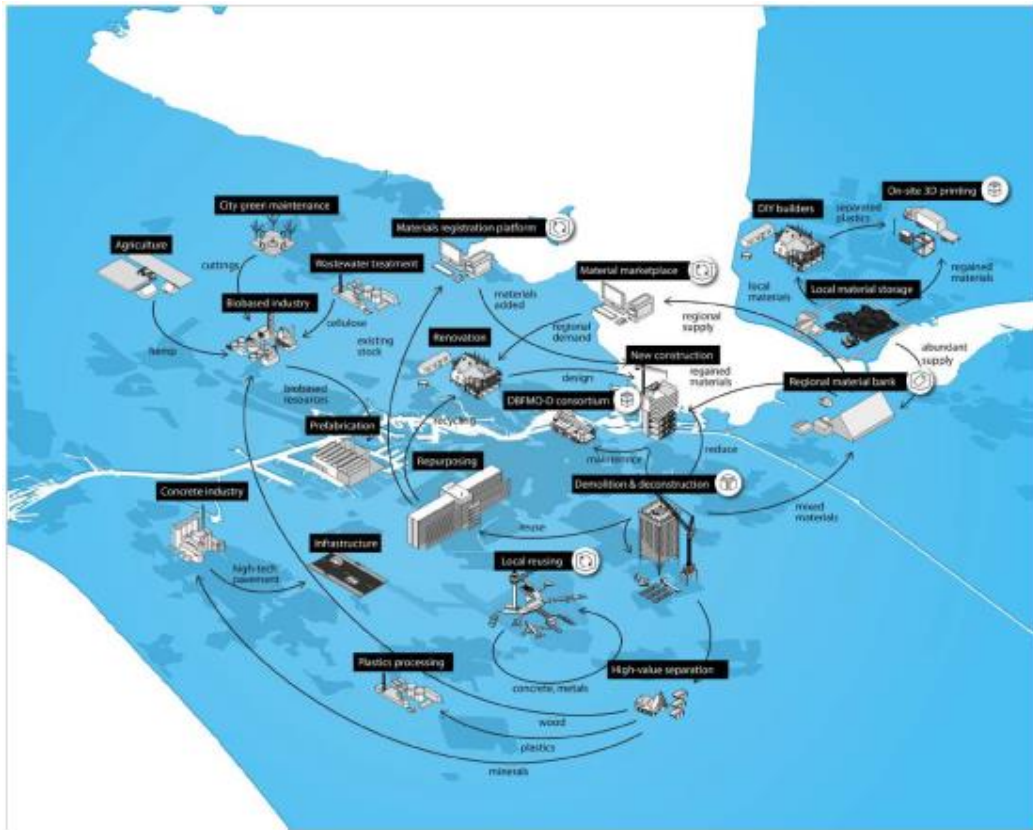 City green maintenance
Materials registration platform
On-site 3D printing
DIY builders
separated
plastics
Agriculture
Wastewater treatment
Material marketplace
cuttings
regained
materials
Biobased industry
materials
added
local
materials
Local material storage
cellulose
existing
stock
regional
supply
hemp
Renovation
regional
demand
New construction
abundant
supply
design
regained
materials
Regional material bank
biobased
resources
DBFMO-D consortium
Prefabrication
recycling
reduce
Repurposing
Demolition & deconstruction
Concrete industry
mixed
materials
reuse
Infrastructure
Local reusing
high-tech
pavement
Plastics processing
High-value separation
concrete, metals
wood
plastics
minerals